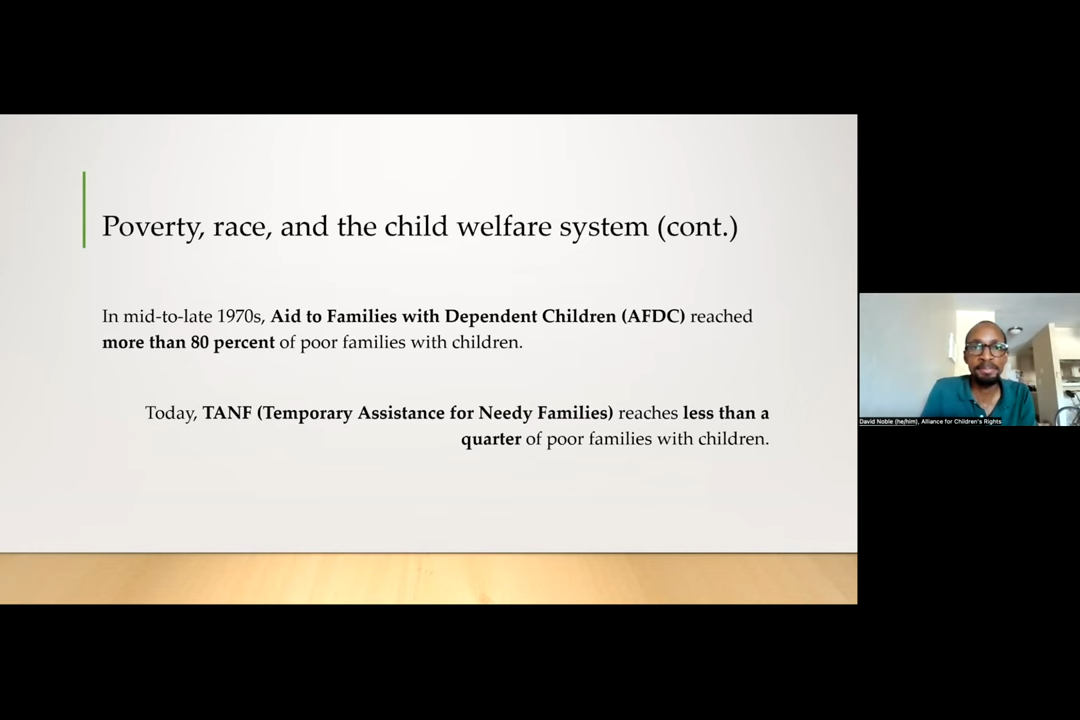 Poverty, race, and the child welfare system (cont.)
In mid-to-late 1970s, Aid to Families with Dependent Children (AFDC) reached
more than 80 percent of poor families with children.
Today, TANF (Temporary Assistance for Needy Families) reaches less than a
quarter of poor families with children.
David Noble (he/him), Alliance for Children's Rights